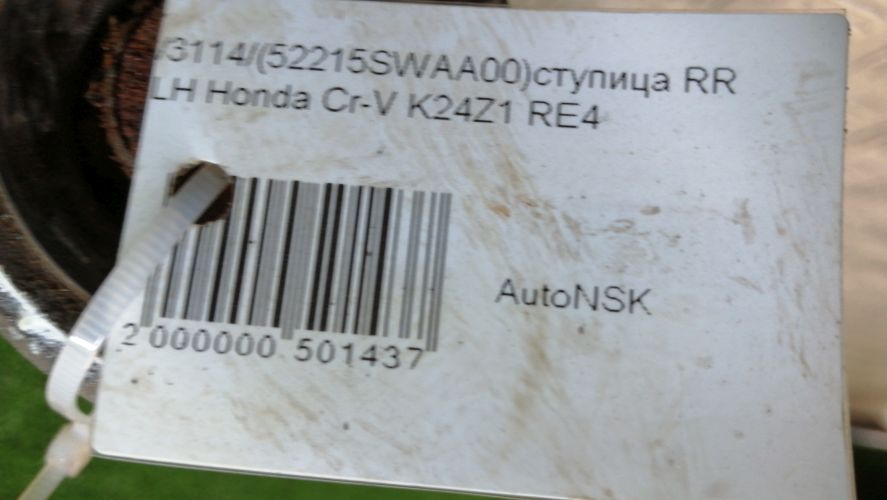 /3114/(52215SWAA00)ступица RR
LH Honda Cr-V K24Z1 RE4
AutoNSK
2 000000 501437